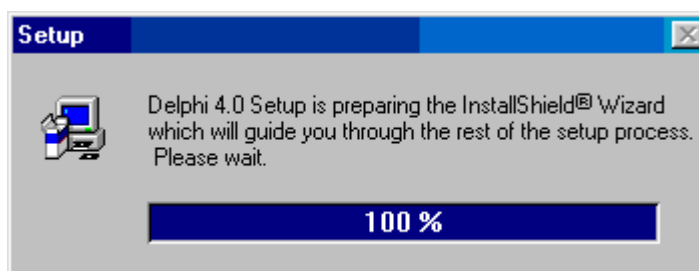 Setup
Delphi 4.0 Setup is preparing the InstallShield® Wizard
which will guide you through the rest of the setup process.
Please wait.
100 %